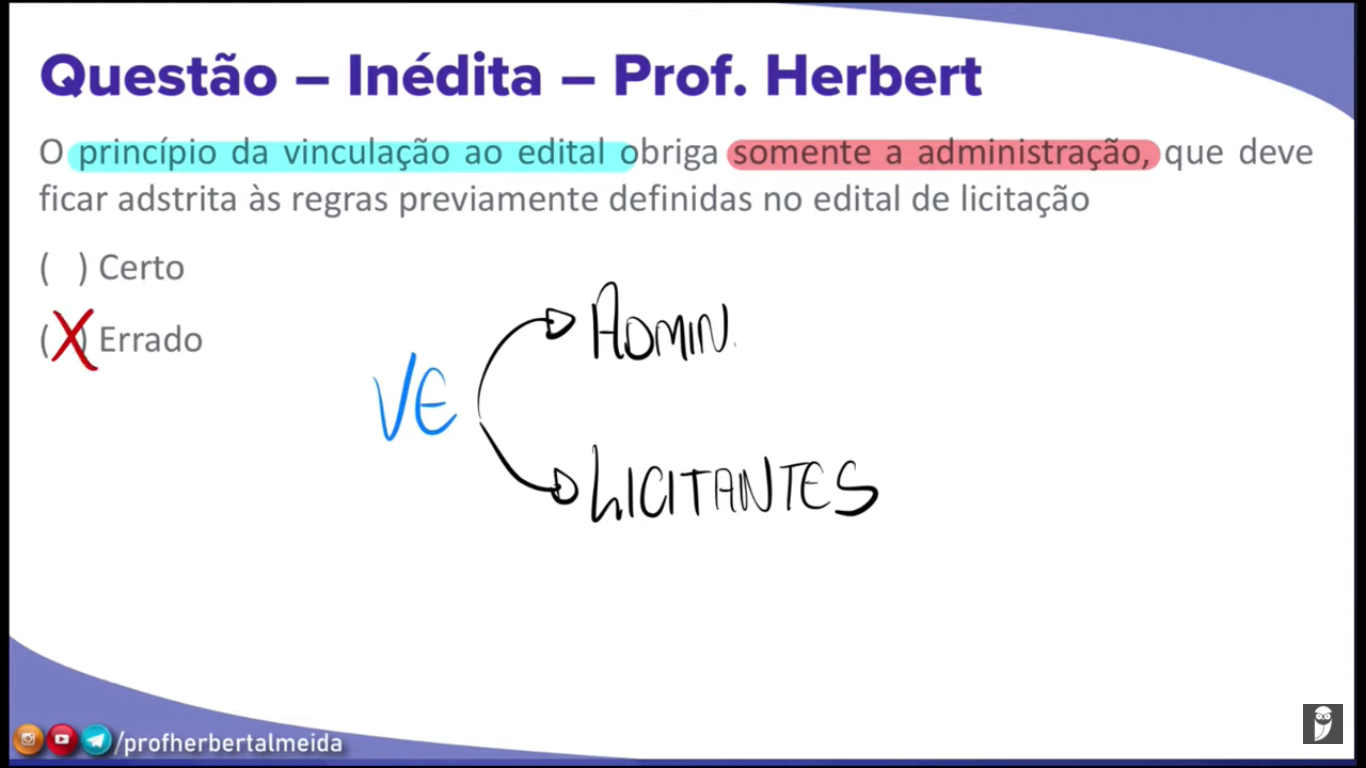 Questão – Inédita – Prof. Herbert
O princípio da vinculação ao edital obriga somente a administração, que deve
ficar adstrita às regras previamente definidas no edital de licitação
( ) Certo
(X) Errado
VE
ADMIN.
LICITANTES
/profherbertalmeida